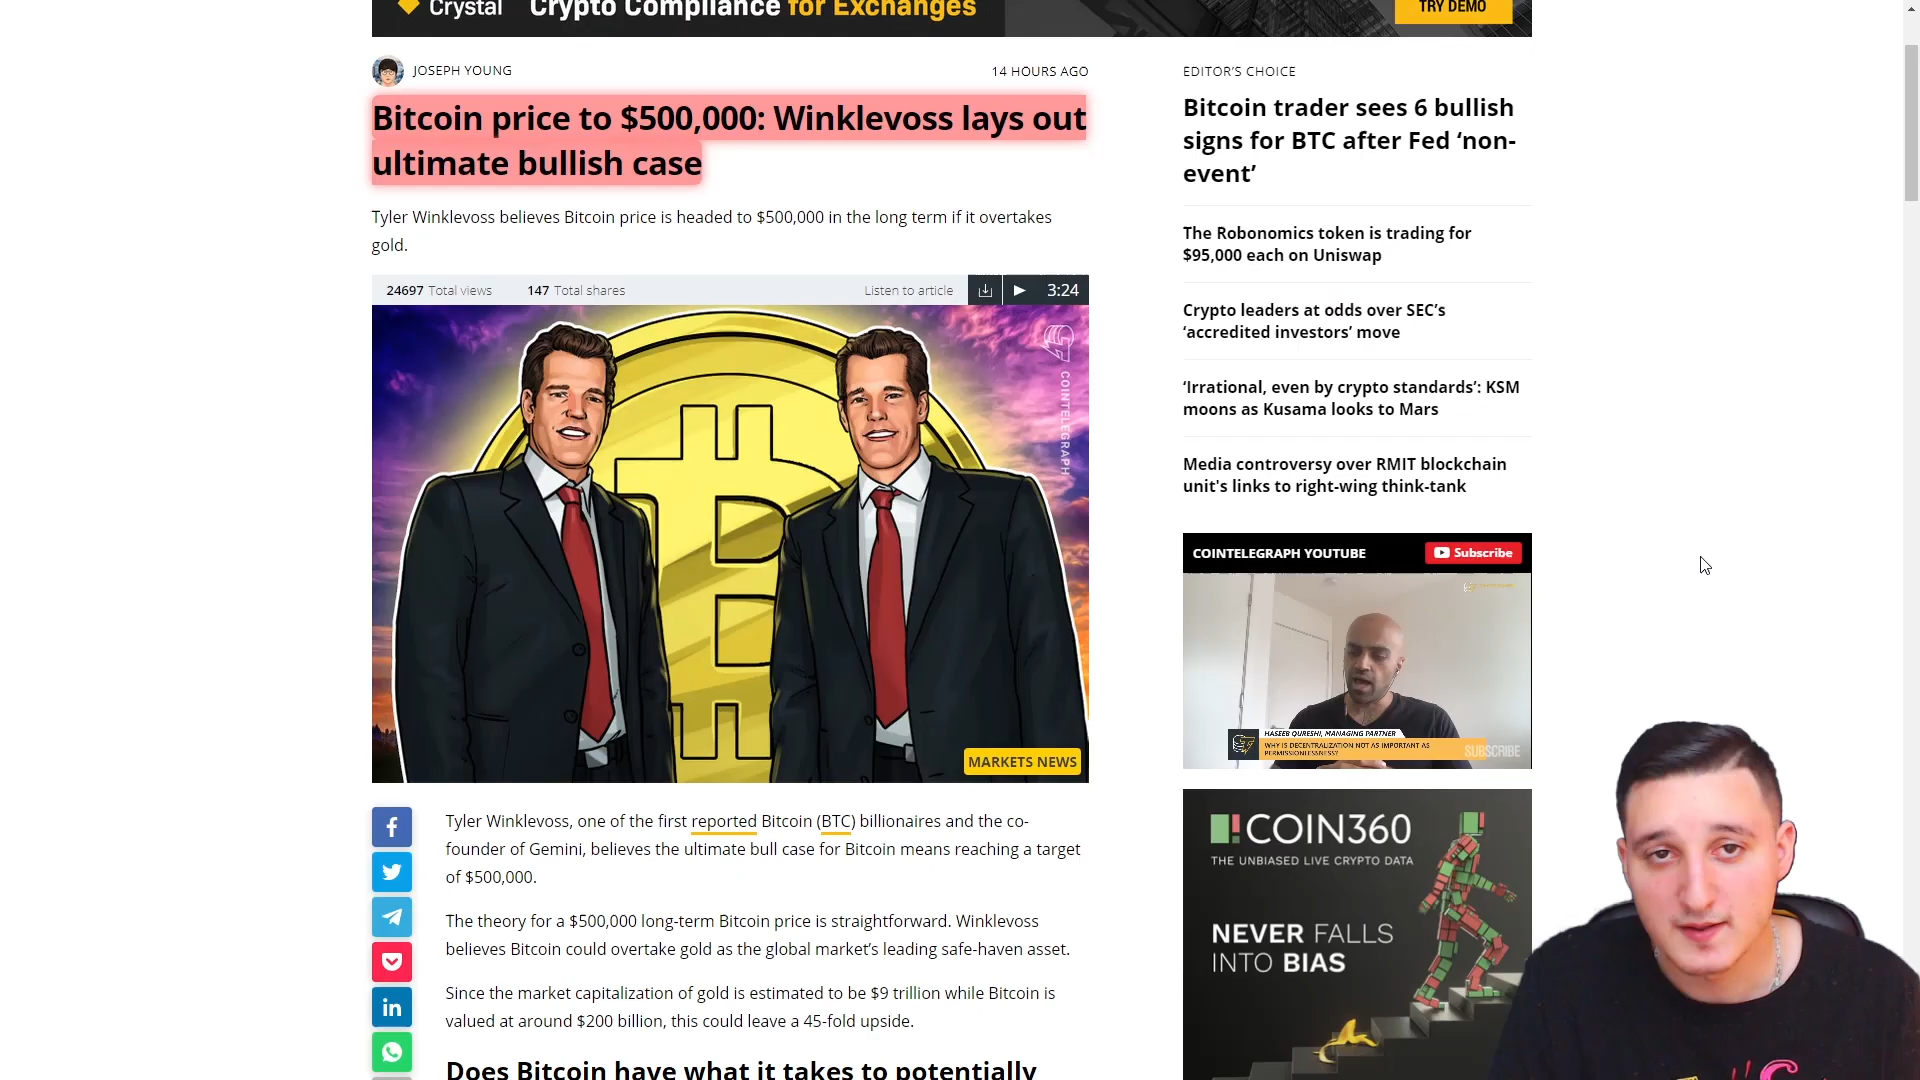 Crystal
Crypto Compliance for Exchanges
TRY DEMO
JOSEPH YOUNG
14 HOURS AGO
Bitcoin price to $500,000: Winklevoss lays out
ultimate bullish case
Tyler Winklevoss believes Bitcoin price is headed to $500,000 in the long term if it overtakes
gold.
24697 Total views
147 Total shares
Listen to article
3:24
COINTELEGRAPH
MARKETS NEWS
Tyler Winklevoss, one of the first reported Bitcoin (BTC) billionaires and the co-
founder of Gemini, believes the ultimate bull case for Bitcoin means reaching a target
of $500,000.
The theory for a $500,000 long-term Bitcoin price is straightforward. Winklevoss
believes Bitcoin could overtake gold as the global market’s leading safe-haven asset.
Since the market capitalization of gold is estimated to be $9 trillion while Bitcoin is
valued at around $200 billion, this could leave a 45-fold upside.
Does Bitcoin have what it takes to potentially
EDITOR’S CHOICE
Bitcoin trader sees 6 bullish
signs for BTC after Fed ‘non-
event’
The Robonomics token is trading for
$95,000 each on Uniswap
Crypto leaders at odds over SEC’s
‘accredited investors’ move
‘Irrational, even by crypto standards’: KSM
moons as Kusama looks to Mars
Media controversy over RMIT blockchain
unit's links to right-wing think-tank
COINTELEGRAPH YOUTUBE
Subscribe
HASEEB QURESHI, MANAGING PARTNER
WHY IS DECENTRALIZATION NOT AS IMPORTANT AS
PERMISSIONLESSNESS?
SUBSCRIBE
COIN360
THE UNBIASED LIVE CRYPTO DATA
NEVER FALLS
INTO BIAS